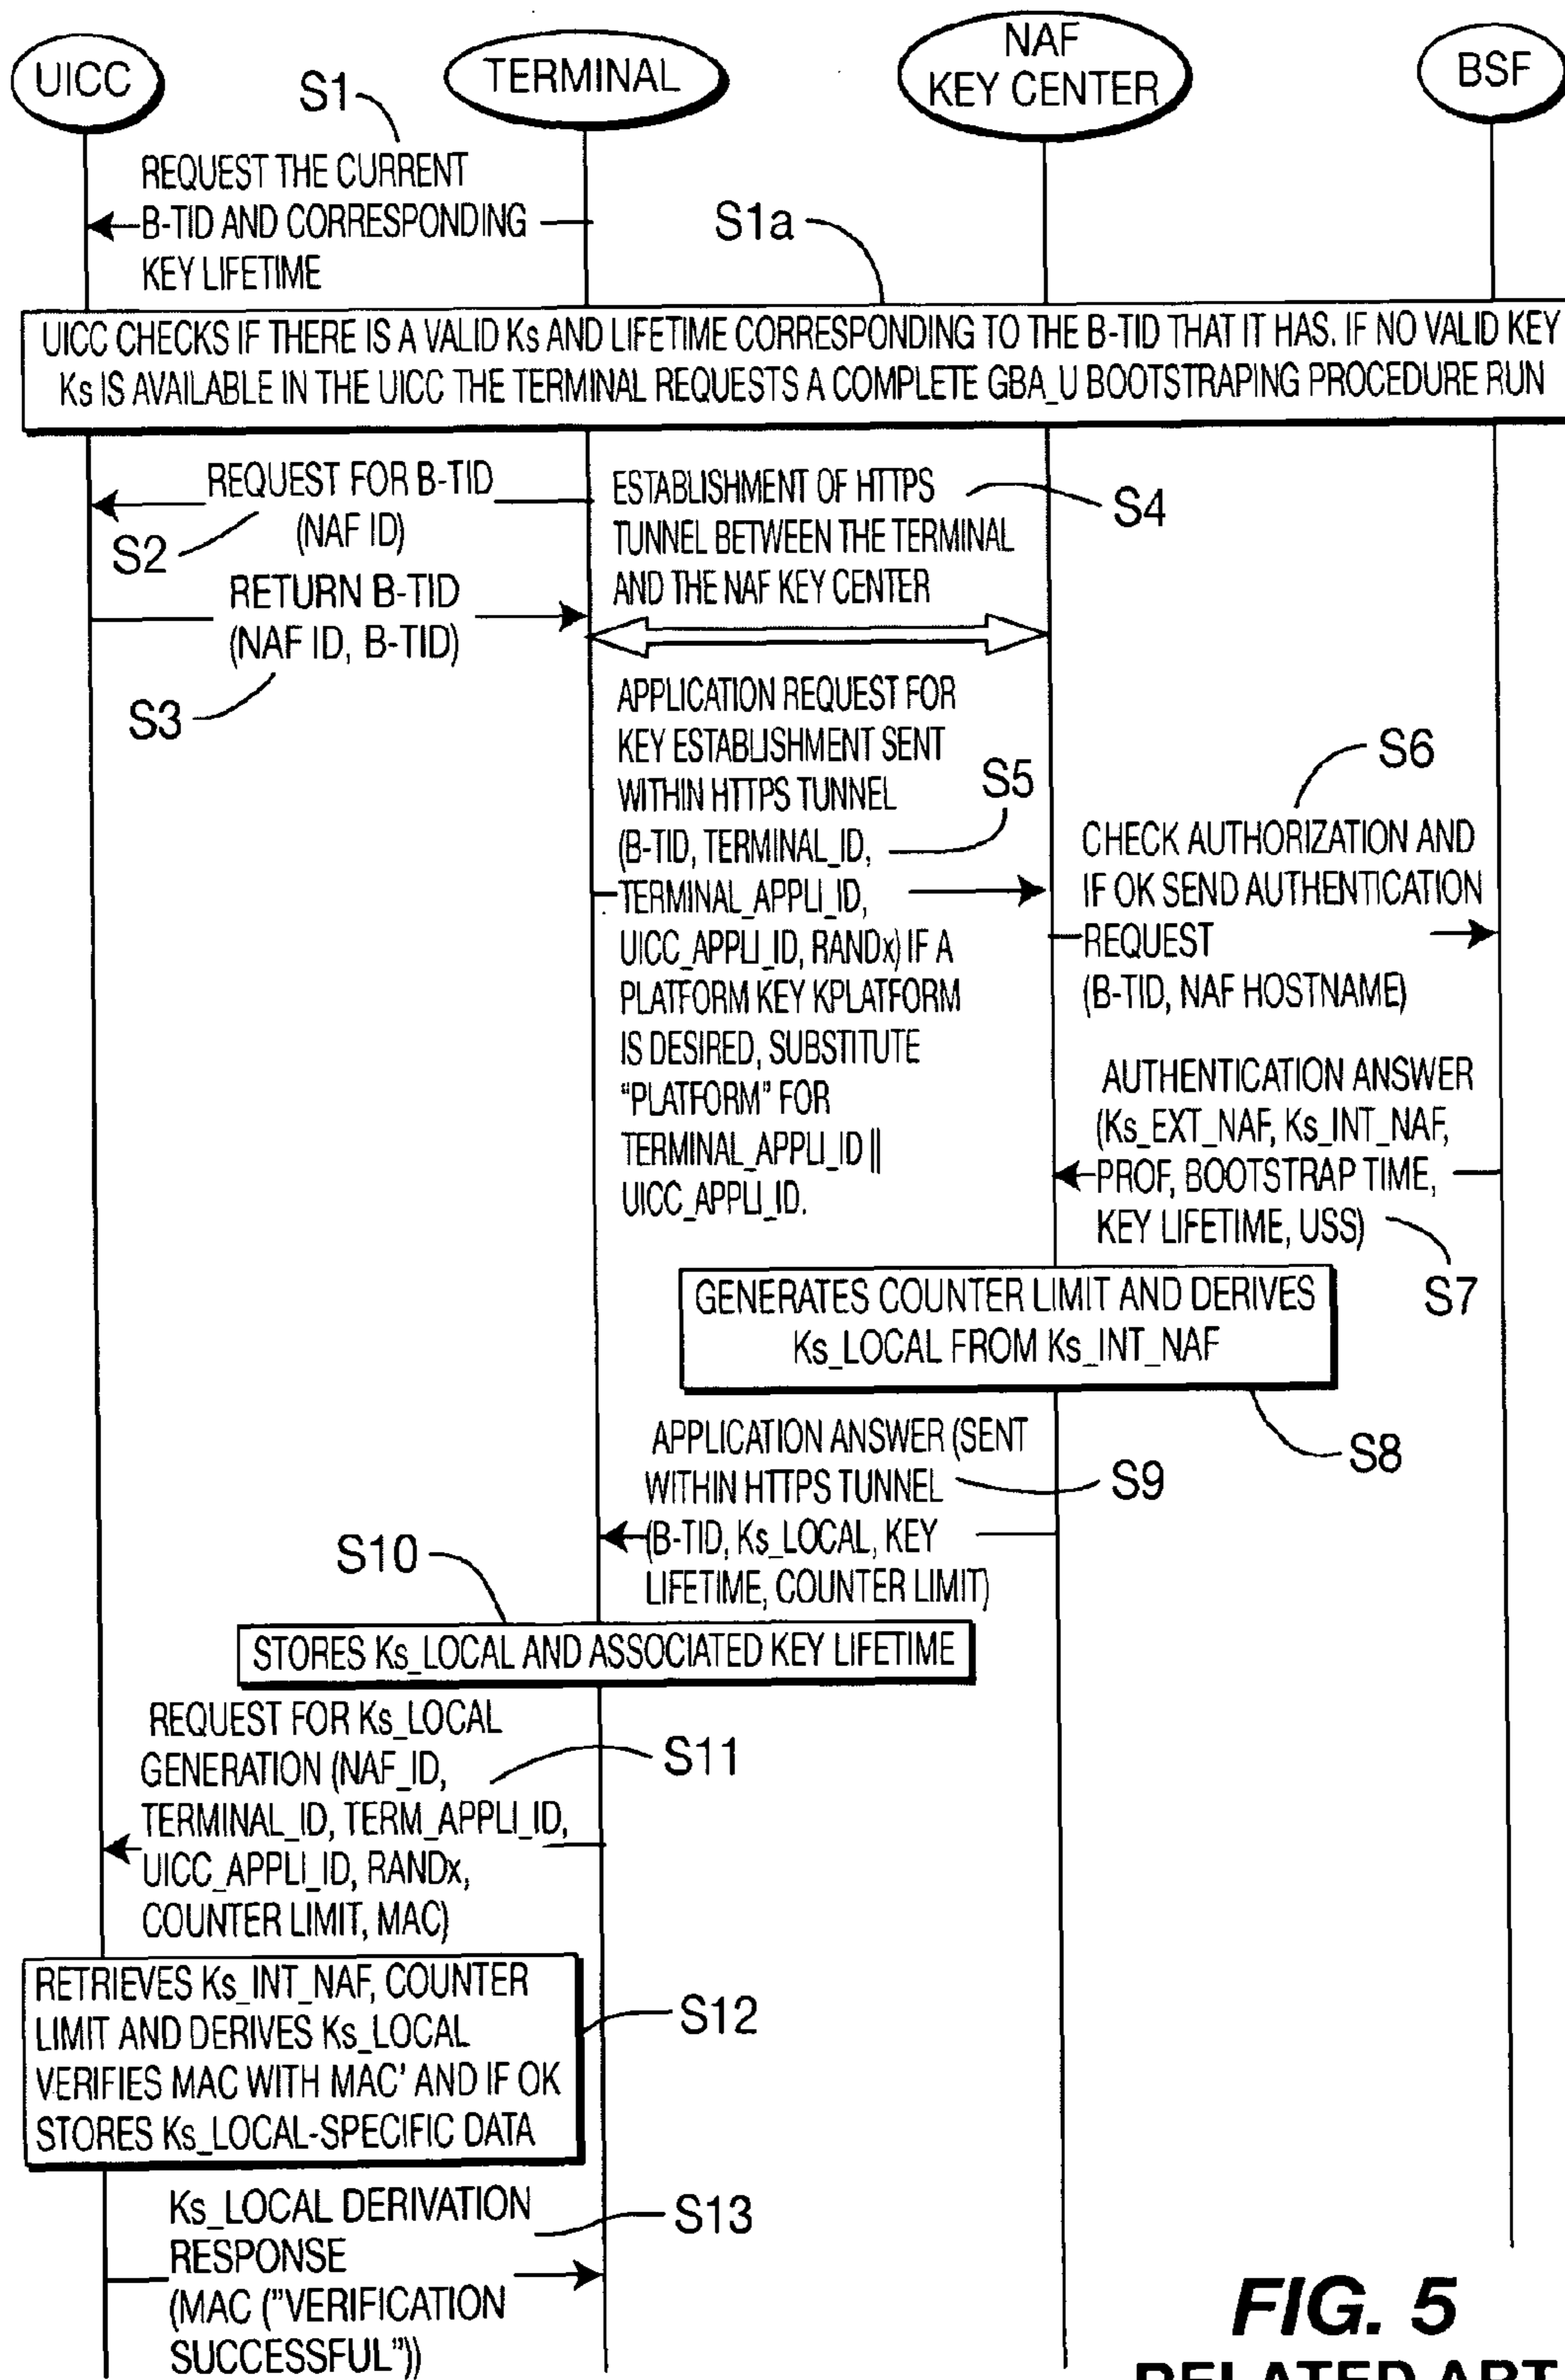 UICC
TERMINAL
NAF
KEY CENTER
BSF
S1
REQUEST THE CURRENT
B-TID AND CORRESPONDING
KEY LIFETIME
S1a
UICC CHECKS IF THERE IS A VALID Ks AND LIFETIME CORRESPONDING TO THE B-TID THAT IT HAS. IF NO VALID KEY
Ks IS AVAILABLE IN THE UICC THE TERMINAL REQUESTS A COMPLETE GBA_U BOOTSTRAPING PROCEDURE RUN
REQUEST FOR B-TID
(NAF ID)
S2
RETURN B-TID
(NAF ID, B-TID)
S3
ESTABLISHMENT OF HTTPS
TUNNEL BETWEEN THE TERMINAL
AND THE NAF KEY CENTER
S4
APPLICATION REQUEST FOR
KEY ESTABLISHMENT SENT
WITHIN HTTPS TUNNEL
(B-TID, TERMINAL_ID,
TERMINAL_APPLI_ID,
UICC_APPLI_ID, RANDx) IF A
PLATFORM KEY KPLATFORM
IS DESIRED, SUBSTITUTE
"PLATFORM" FOR
TERMINAL_APPLI_ID ||
UICC_APPLI_ID.
S5
S6
CHECK AUTHORIZATION AND
IF OK SEND AUTHENTICATION
REQUEST
(B-TID, NAF HOSTNAME)
AUTHENTICATION ANSWER
(Ks_EXT_NAF, Ks_INT_NAF,
PROF, BOOTSTRAP TIME,
KEY LIFETIME, USS)
S7
GENERATES COUNTER LIMIT AND DERIVES
Ks_LOCAL FROM Ks_INT_NAF
S8
APPLICATION ANSWER (SENT
WITHIN HTTPS TUNNEL
(B-TID, Ks_LOCAL, KEY
LIFETIME, COUNTER LIMIT)
S9
S10
STORES Ks_LOCAL AND ASSOCIATED KEY LIFETIME
REQUEST FOR Ks_LOCAL
GENERATION (NAF_ID,
TERMINAL_ID, TERM_APPLI_ID,
UICC_APPLI_ID, RANDx,
COUNTER LIMIT, MAC)
S11
RETRIEVES Ks_INT_NAF, COUNTER
LIMIT AND DERIVES Ks_LOCAL
VERIFIES MAC WITH MAC' AND IF OK
STORES Ks_LOCAL-SPECIFIC DATA
S12
Ks_LOCAL DERIVATION
RESPONSE
(MAC ("VERIFICATION
SUCCESSFUL"))
S13
FIG. 5
RELATED ART